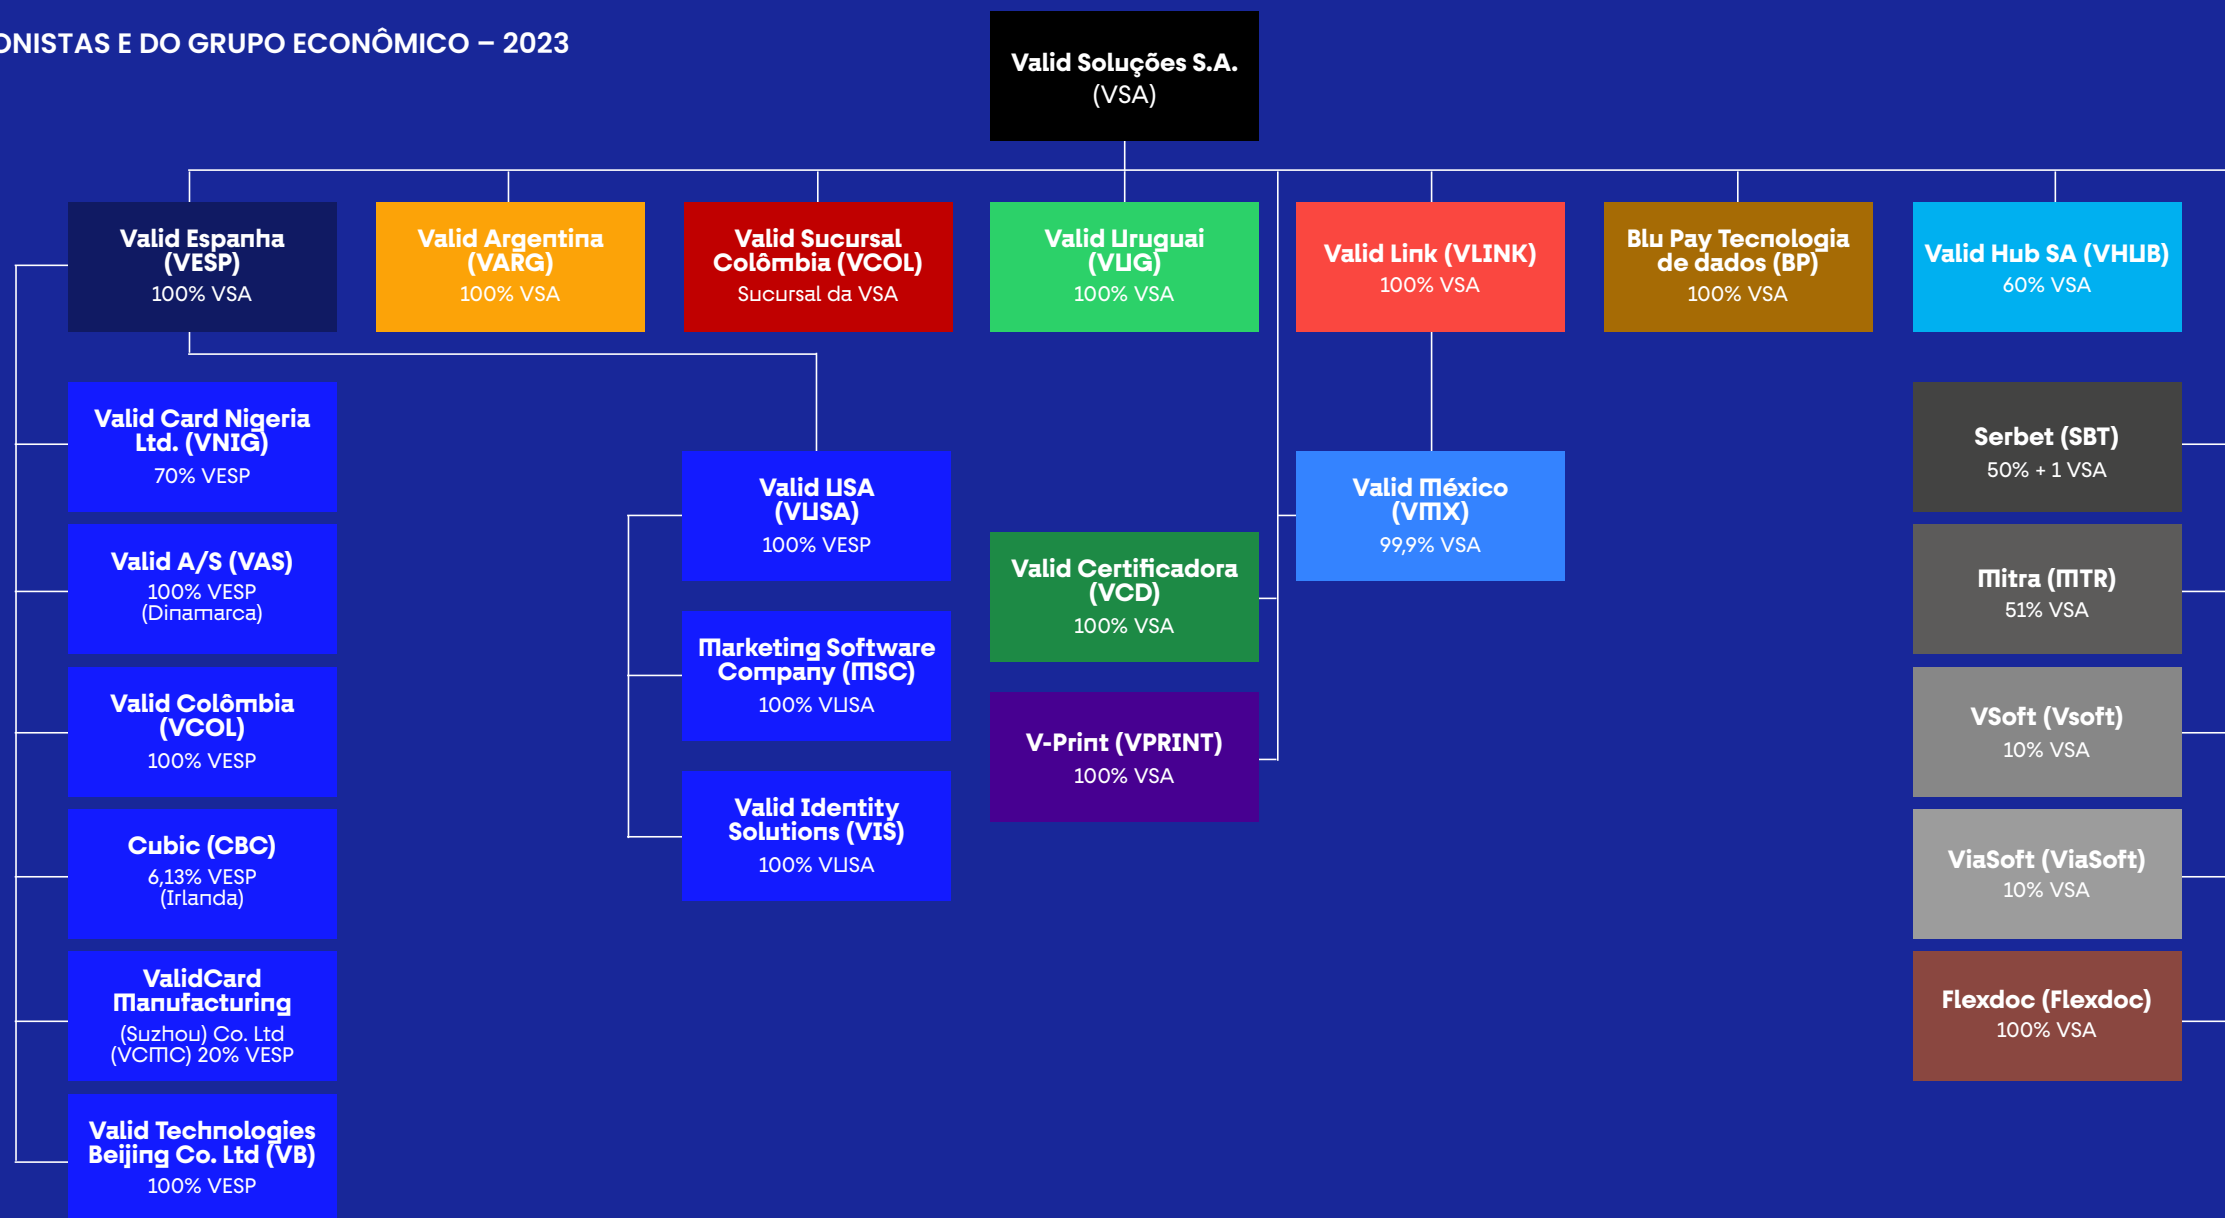 ONISTAS E DO GRUPO ECONÔMICO – 2023
Valid Soluções S.A.
(VSA)
Valid Espanha
(VESP)
100% VSA
Valid Argentina
(VARG)
100% VSA
Valid Sucursal
Colômbia (VCOL)
Sucursal da VSA
Valid Uruguai
(VUG)
100% VSA
Valid Link (VLINK)
100% VSA
Blu Pay Tecnologia
de dados (BP)
100% VSA
Valid Hub SA (VHUB)
60% VSA
Valid Card Nigeria
Ltd. (VNIG)
70% VESP
Valid A/S (VAS)
100% VESP
(Dinamarca)
Valid Colômbia
(VCOL)
100% VESP
Cubic (CBC)
6,13% VESP
(Irlanda)
ValidCard
Manufacturing
(Suzhou) Co. Ltd
(VCMC) 20% VESP
Valid Technologies
Beijing Co. Ltd (VB)
100% VESP
Valid USA
(VUSA)
100% VESP
Marketing Software
Company (MSC)
100% VUSA
Valid Identity
Solutions (VIS)
100% VUSA
Valid Certificadora
(VCD)
100% VSA
V-Print (VPRINT)
100% VSA
Valid México
(VMX)
99,9% VSA
Serbet (SBT)
50% + 1 VSA
Mitra (MTR)
51% VSA
VSoft (Vsoft)
10% VSA
ViaSoft (ViaSoft)
10% VSA
Flexdoc (Flexdoc)
100% VSA